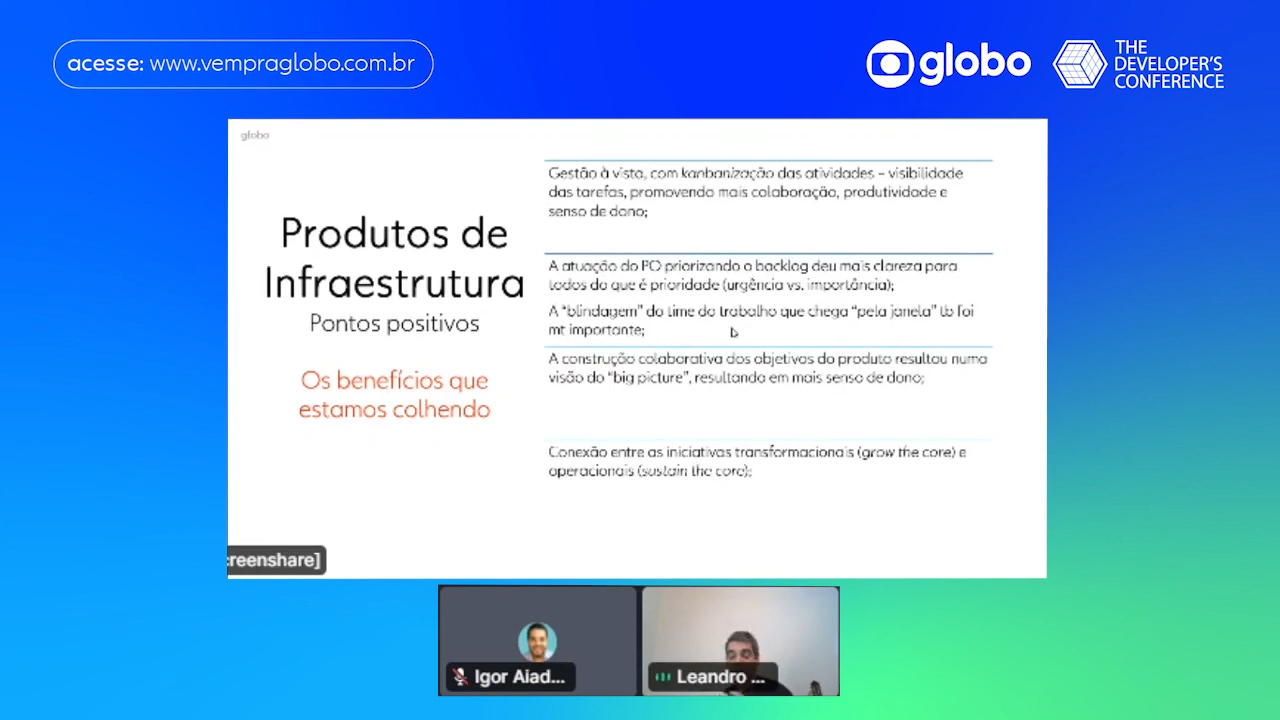 acesse: www.vempraglobo.com.br
globo
THE
DEVELOPER'S
CONFERENCE
globo
Produtos de
Infraestrutura
Pontos positivos
Os benefícios que
estamos colhendo
Gestão à vista, com kanbanização das atividades – visibilidade
das tarefas, promovendo mais colaboração, produtividade e
senso de dono;
A atuação do PO priorizando o backlog deu mais clareza para
todos do que é prioridade (urgência vs. importância);
A “blindagem” do time do trabalho que chega “pela janela” tb foi
mt importante;
A construção colaborativa dos objetivos do produto resultou numa
visão do “big picture”, resultando em mais senso de dono;
Conexão entre as iniciativas transformacionais (grow the core) e
operacionais (sustain the core);
creenshare]
Igor Aiad...
Leandro ...